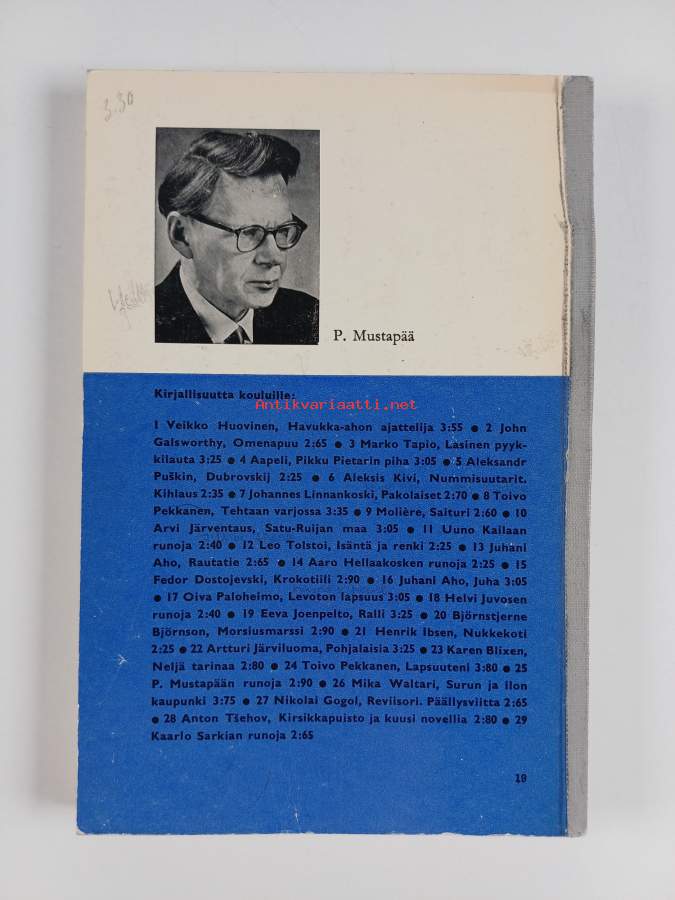 3.30
P. Mustapää
Kirjallisuutta kouluille:
Antikvariaatti.net
1 Veikko Huovinen, Havukka-ahon ajattelija 3:55 ● 2 John
Galsworthy, Omenapuu 2:65 ● 3 Marko Tapio, Lasinen pyyk-
kilauta 3:25 ● 4 Aapeli, Pikku Pietarin piha 3:05 ● 5 Aleksandr
Puškin, Dubrovskij 2:25 ● 6 Aleksis Kivi, Nummisuutarit.
Kihlaus 2:35 ● 7 Johannes Linnankoski, Pakolaiset 2:70 ● 8 Toivo
Pekkanen, Tehtaan varjossa 3:35 ● 9 Molière, Saituri 2:60 ● 10
Arvi Järventaus, Satu-Ruijan maa 3:05 ● 11 Uuno Kailaan
runoja 2:40 ● 12 Leo Tolstoi, Isäntä ja renki 2:25 ● 13 Juhani
Aho, Rautatie 2:65 ● 14 Aaro Hellaakosken runoja 2:25 ● 15
Fedor Dostojevski, Krokotiili 2:90 ● 16 Juhani Aho, Juha 3:05
● 17 Oiva Paloheimo, Levoton lapsuus 3:05 ● 18 Helvi Juvosen
runoja 2:40 ● 19 Eeva Joenpelto, Ralli 3:25 ● 20 Björnstjerne
Björnson, Morsiusmarssi 2:90 ● 21 Henrik Ibsen, Nukkekoti
2:25 ● 22 Artturi Järviluoma, Pohjalaisia 3:25 ● 23 Karen Blixen,
Neljä tarinaa 2:80 ● 24 Toivo Pekkanen, Lapsuuteni 3:80 ● 25
P. Mustapään runoja 2:90 ● 26 Mika Waltari, Surun ja ilon
kaupunki 3:75 ● 27 Nikolai Gogol, Reviisori. Päällysviitta 2:65
● 28 Anton Tšehov, Kirsikkapuisto ja kuusi novellia 2:80 ● 29
Kaarlo Sarkian runoja 2:65
19